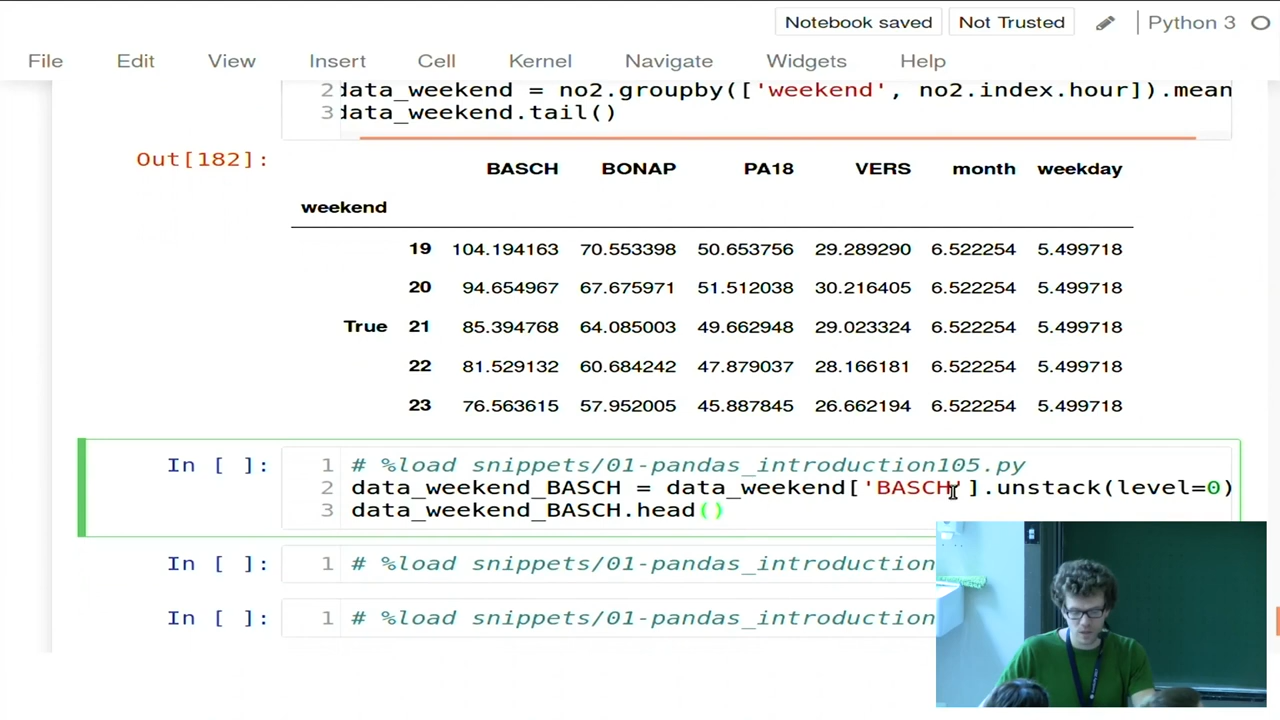 Notebook saved Not Trusted Python 3
File Edit View Insert Cell Kernel Navigate Widgets Help
2 data_weekend = no2.groupby(['weekend', no2.index.hour]).mean
3 data_weekend.tail()
Out[182]:
BASCH BONAP PA18 VERS month weekday
weekend
19 104.194163 70.553398 50.653756 29.289290 6.522254 5.499718
20 94.654967 67.675971 51.512038 30.216405 6.522254 5.499718
True 21 85.394768 64.085003 49.662948 29.023324 6.522254 5.499718
22 81.529132 60.684242 47.879037 28.166181 6.522254 5.499718
23 76.563615 57.952005 45.887845 26.662194 6.522254 5.499718
In [ ]: 1 # %load snippets/01-pandas_introduction105.py
2 data_weekend_BASCH = data_weekend['BASCH'].unstack(level=0)
3 data_weekend_BASCH.head()
In [ ]: 1 # %load snippets/01-pandas_introduction
In [ ]: 1 # %load snippets/01-pandas_introduction